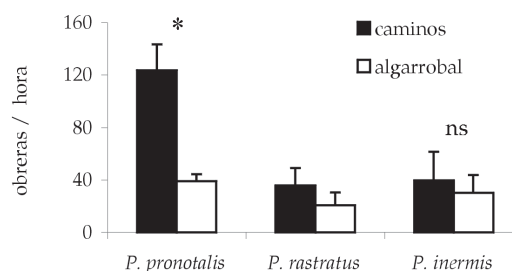 160
120
80
40
0
obreras / hora
*
caminos
algarrobal
ns
P. pronotalis
P. rastratus
P. inermis